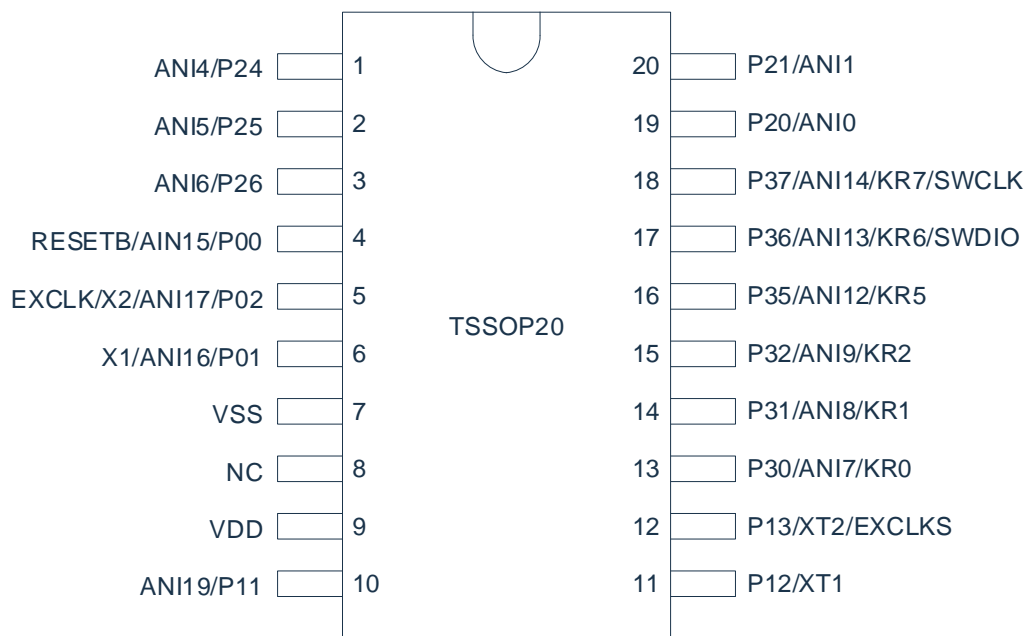 ANI4/P24 1 20 P21/ANI1
ANI5/P25 2 19 P20/ANI0
ANI6/P26 3 18 P37/ANI14/KR7/SWCLK
RESETB/AIN15/P00 4 17 P36/ANI13/KR6/SWDIO
EXCLK/X2/ANI17/P02 5 16 P35/ANI12/KR5
TSSOP20
X1/ANI16/P01 6 15 P32/ANI9/KR2
VSS 7 14 P31/ANI8/KR1
NC 8 13 P30/ANI7/KR0
VDD 9 12 P13/XT2/EXCLKS
ANI19/P11 10 11 P12/XT1